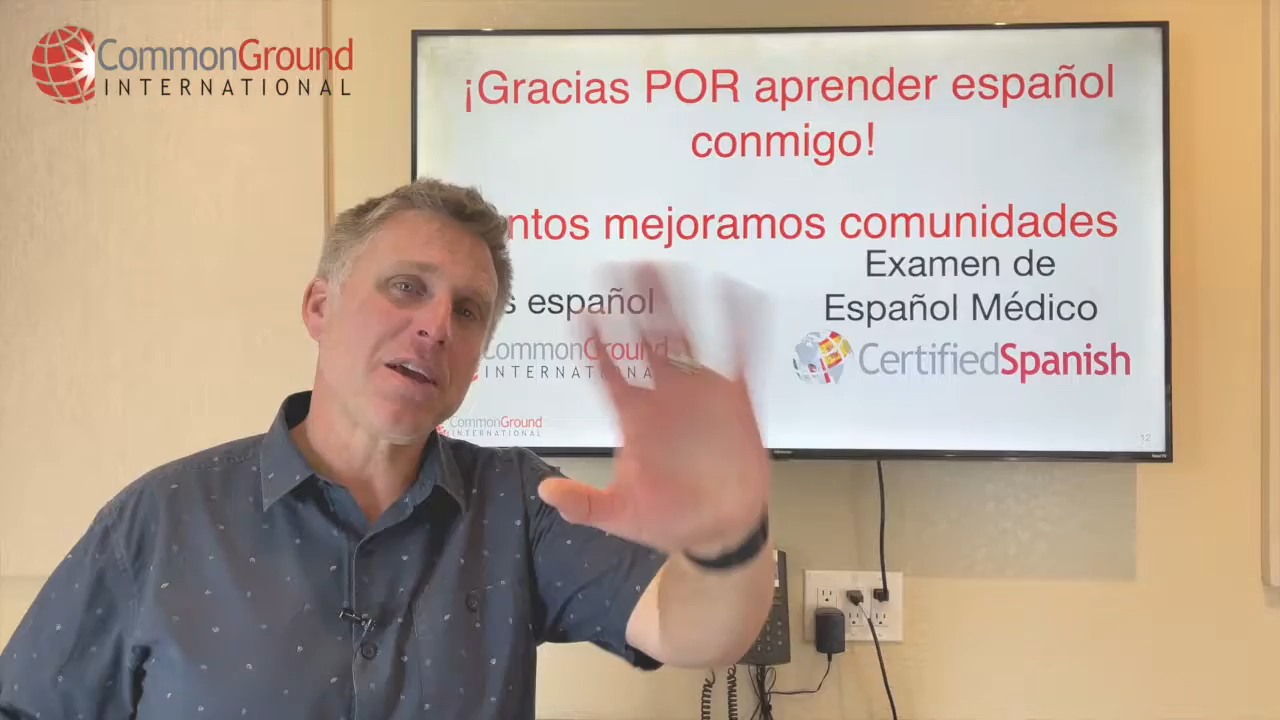 CommonGround
INTERNATIONAL
¡Gracias POR aprender español
conmigo!
mejoramos comunidades
Examen de
Español Médico
español
CommonGround
INTERNATIONAL
CertifiedSpanish
CommonGround
INTERNATIONAL
12